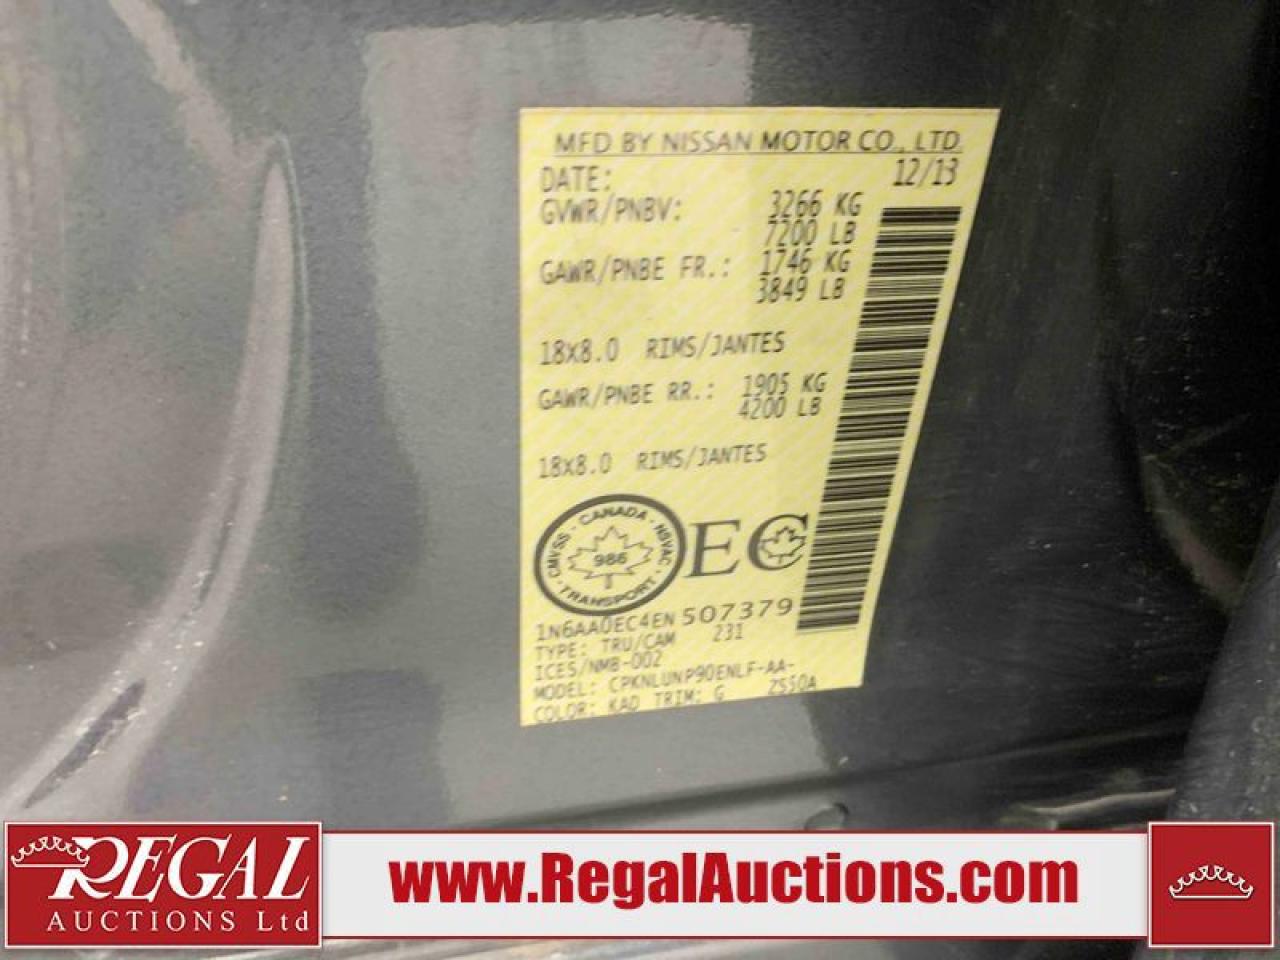 MFD BY NISSAN MOTOR CO., LTD.
DATE: 12/13
GVWR/PNBV: 3266 KG
7200 LB
GAWR/PNBE FR.: 1746 KG
3849 LB
18x8.0 RIMS/JANTES
GAWR/PNBE RR.: 1905 KG
4200 LB
18x8.0 RIMS/JANTES
CMVSS - CANADA - NSVAC
986
- TRANSPORT -
EC
1N6AA0EC4EN507379
TYPE: TRU/CAM 231
ICES/NMB-002
MODEL: CPKNLUNP90ENLF-AA-
COLOR: KAD TRIM: G ZS50A
REGAL
AUCTIONS Ltd
www.RegalAuctions.com